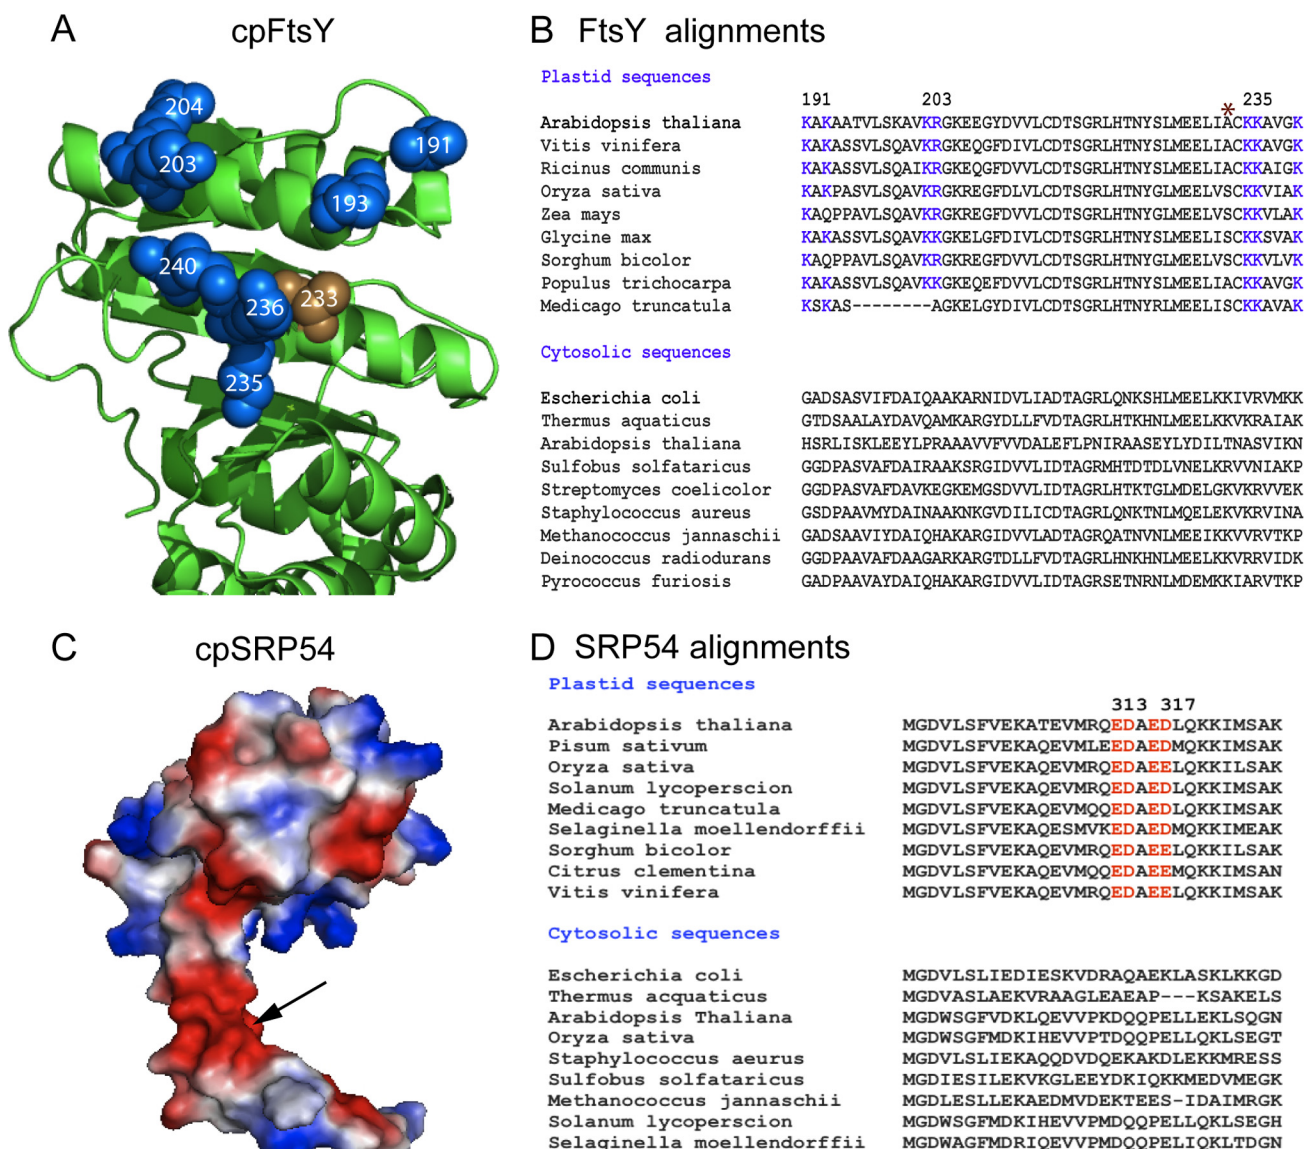 A cpFtsY
204
203
191
193
240
236
233
235
B FtsY alignments
Plastid sequences
191 203 * 235
Arabidopsis thaliana KAKAATVLSKAVKRGKEEGYDVVLCDTSGRLHTNYSLMEELIACKKAVGK
Vitis vinifera KAKASSVLSQAVKRGKEQGFDIVLCDTSGRLHTNYSLMEELIACKKAVGK
Ricinus communis KAKASSVLSQAIKRGKEQGFDVVLCDTSGRLHTNYSLMEELIACKKAIGK
Oryza sativa KAKPASVLSQAVKRGKREGFDLVLCDTSGRLHTNYGLMEELVSCKKVIAK
Zea mays KAQPPAVLSQAVRRGKREGFDVVLCDTSGRLHTNYGLMEELVSCKKVLAK
Glycine max KAKASSVLSQAVKKGKELGFDIVLCDTSGRLHTNYSLMEELISCKKSVAK
Sorghum bicolor KAQPPAVLSQAVKRGKREGFDVVLCDTSGRLHTNYGLMEELVSCKKVLVK
Populus trichocarpa KAKASSVLSQAVKKGKEEGFDIVLCDTSGRLHTNYSLMEELIACKKAVGK
Medicago truncatula KSKAS--------AGKELGYDIVLCDTSGRLHTNYRLMEELISCKKAVAK
Cytosolic sequences
Escherichia coli GADSASVIFDAIQAAKARNIDVLIADTAGRLQNKSHLMEELKKIVRVMKK
Thermus aquaticus GTDSAALAYDAVQAMKARGYDLLFVDTAGRLHTKHNLMEELKKVKRAIAK
Arabidopsis thaliana HSRLISKLEEYLPRAAAVVFVVDALEFLPNIRAASEYLYDILTNASVIKN
Sulfobus solfataricus GGDPASVAFDAIRAAKSRGIDVVLIDTAGRMHTDTDLVNELKRVVNIAKP
Streptomyces coelicolor GGDPASVAFDAVKEGKEMGSDVVLIDTAGRLHTKTGLMDELGKVKRVVEK
Staphylococcus aureus GSDPAAVMYDAINAAKNKGVDILICDTAGRLQNKTNLMQELEKVKRVINA
Methanococcus jannaschii GADSAAVIYDAIQHAKARGIDVVLADTAGRQATNVNLMEEIKKVVRVTKP
Deinococcus radiodurans GGDPAAVAFDAAGARKARGTDLLFVDTAGRLHNKHNLMEELKKVRRVIDK
Pyrococcus furiosis GADPAAVAYDAIQHAKARGIDVVLIDTAGRSETNRNLMDEMKKIARVTKP
C cpSRP54
D SRP54 alignments
Plastid sequences
313 317
Arabidopsis thaliana MGDVLSFVEKATEVMRQEDAEDLQKKIMSAK
Pisum sativum MGDVLSFVEKAQEVMLEEDAEDMQKKIMSAK
Oryza sativa MGDVLSFVEKAQEVMRQEDAEELQKKILSAK
Solanum lycoperscion MGDVLSFVEKAQEVMRQEDAEDLQKKIMSAK
Medicago truncatula MGDVLSFVEKAQEVMQQEDAEDLQKKIMSAK
Selaginella moellendorffii MGDVLSFVEKAQESMVKEDAEDMQKKIMEAK
Sorghum bicolor MGDVLSFVEKAQEVMRQEDAEELQKKILSAK
Citrus clementina MGDVLSFVEKAQEVMQQEDAEEMQKKIMSAN
Vitis vinifera MGDVLSFVEKAQEVMRQEDAEELQKKIMSAK
Cytosolic sequences
Escherichia coli MGDVLSLIEDIESKVDRAQAEKLASKLKKGD
Thermus acquaticus MGDVASLAEKVRAAGLEAEAP---KSAKELS
Arabidopsis Thaliana MGDWSGFVDKLQEVVPKDQQPELLEKLSQGN
Oryza sativa MGDWSGFMDKIHEVVPTDQQPELLQKLSEGT
Staphylococcus aeurus MGDVLSLIEKAQQDVDQEKAKDLEKKMRESS
Sulfobus solfataricus MGDIESILEKVKGLEEYDKIQKKMEDVMEGK
Methanococcus jannaschii MGDLESLLEKAEDMVDEKTEES-IDAIMRGK
Solanum lycoperscion MGDWSGFMDKIHEVVPMDQQPELLQKLSEGH
Selaginella moellendorffii MGDWAGFMDRIQEVVPMDQQPELIQKLTDGN